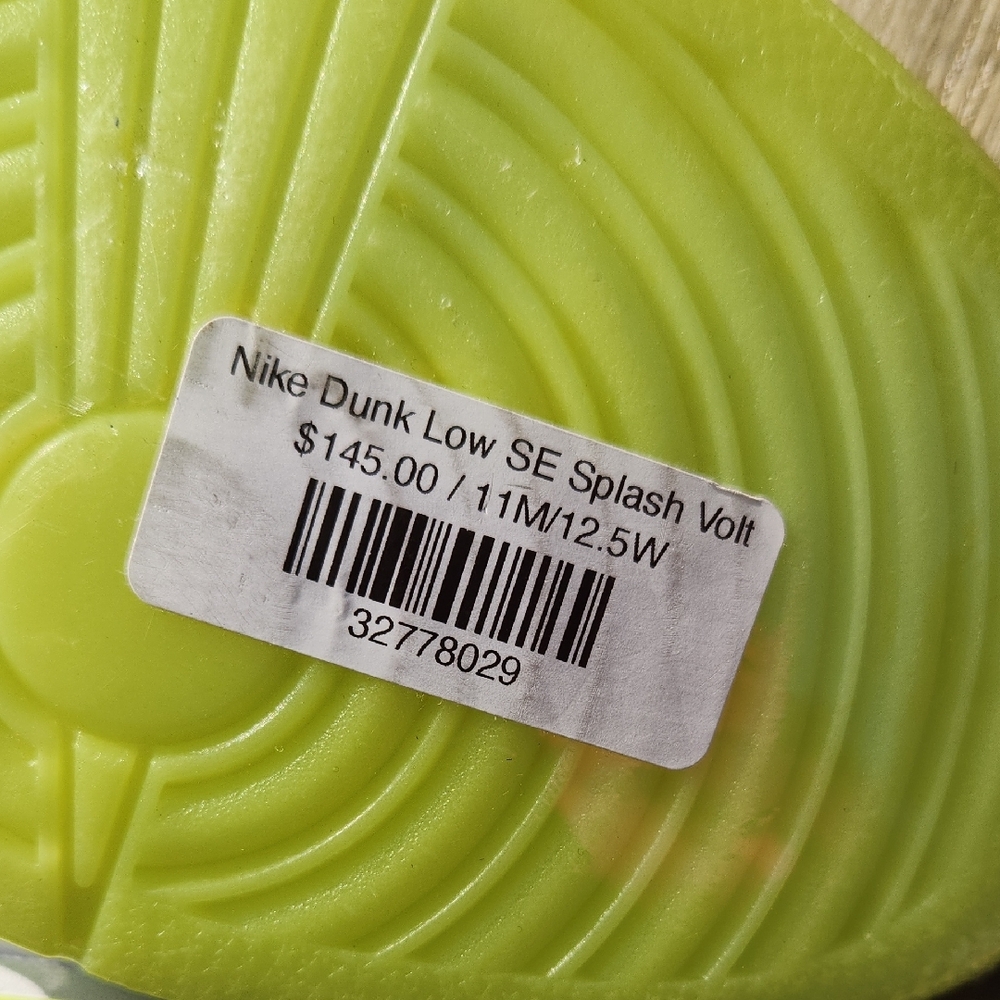 Nike Dunk Low SE Splash Volt
$145.00 / 11M/12.5W
32778029